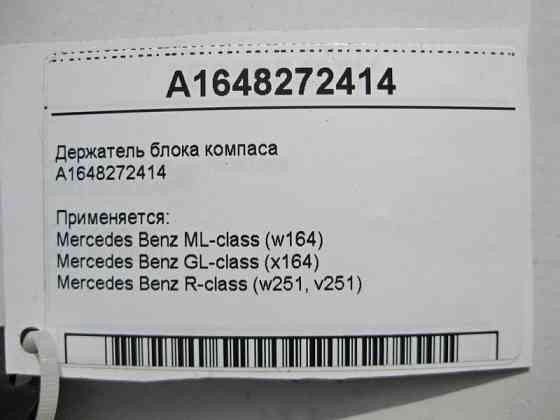 A1648272414
Держатель блока компаса
A1648272414
Применяется:
Mercedes Benz ML-class (w164)
Mercedes Benz GL-class (x164)
Mercedes Benz R-class (w251, v251)